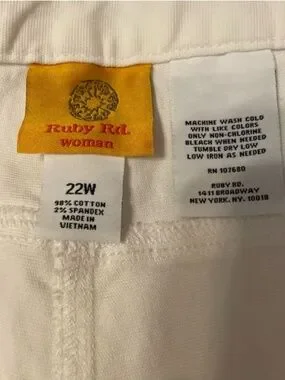 Ruby Rd.
woman
22W
98% COTTON
2% SPANDEX
MADE IN
VIETNAM
MACHINE WASH COLD
WITH LIKE COLORS
ONLY NON-CHLORINE
BLEACH WHEN NEEDED
TUMBLE DRY LOW
LOW IRON AS NEEDED
RN 107680
RUBY RD.
1411 BROADWAY
NEW YORK. NY. 10018